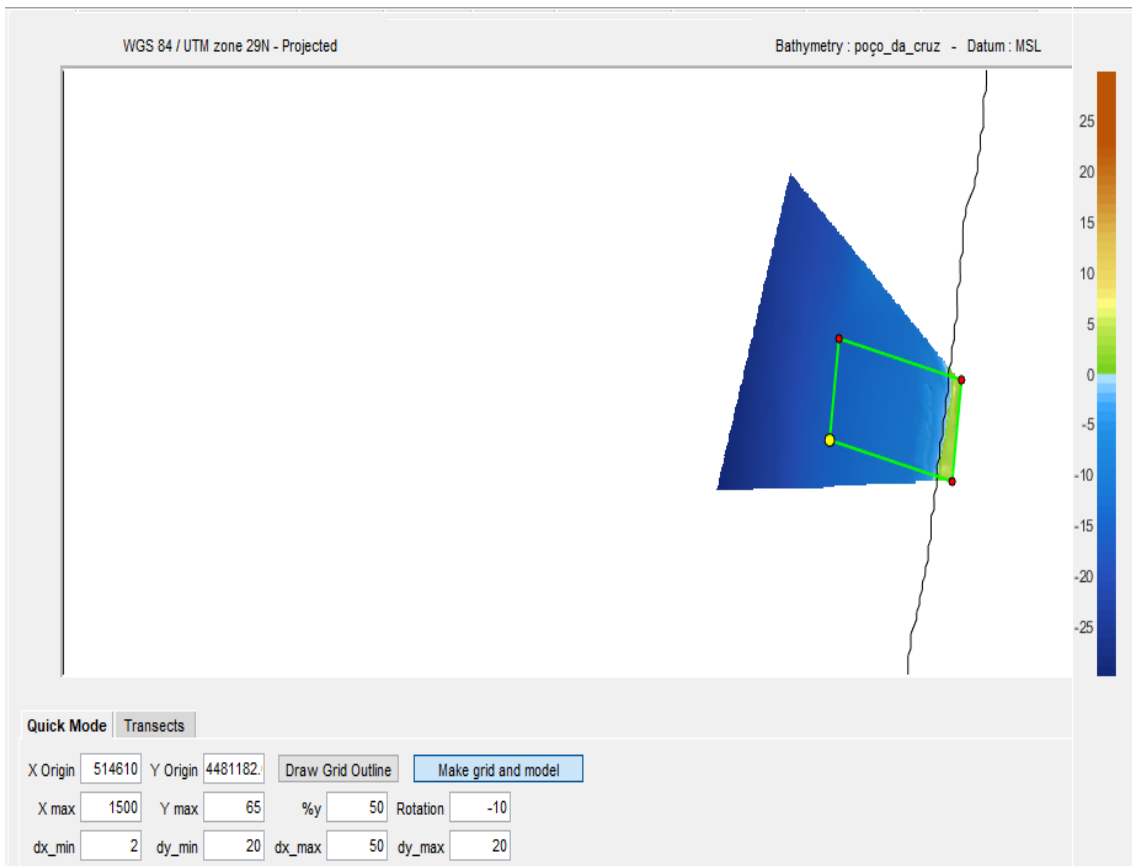 WGS 84 / UTM zone 29N - Projected
Bathymetry : poço_da_cruz - Datum : MSL
25
20
15
10
5
0
-5
-10
-15
-20
-25
Quick Mode Transects
X Origin 514610 Y Origin 4481182. Draw Grid Outline Make grid and model
X max 1500 Y max 65 %y 50 Rotation -10
dx_min 2 dy_min 20 dx_max 50 dy_max 20